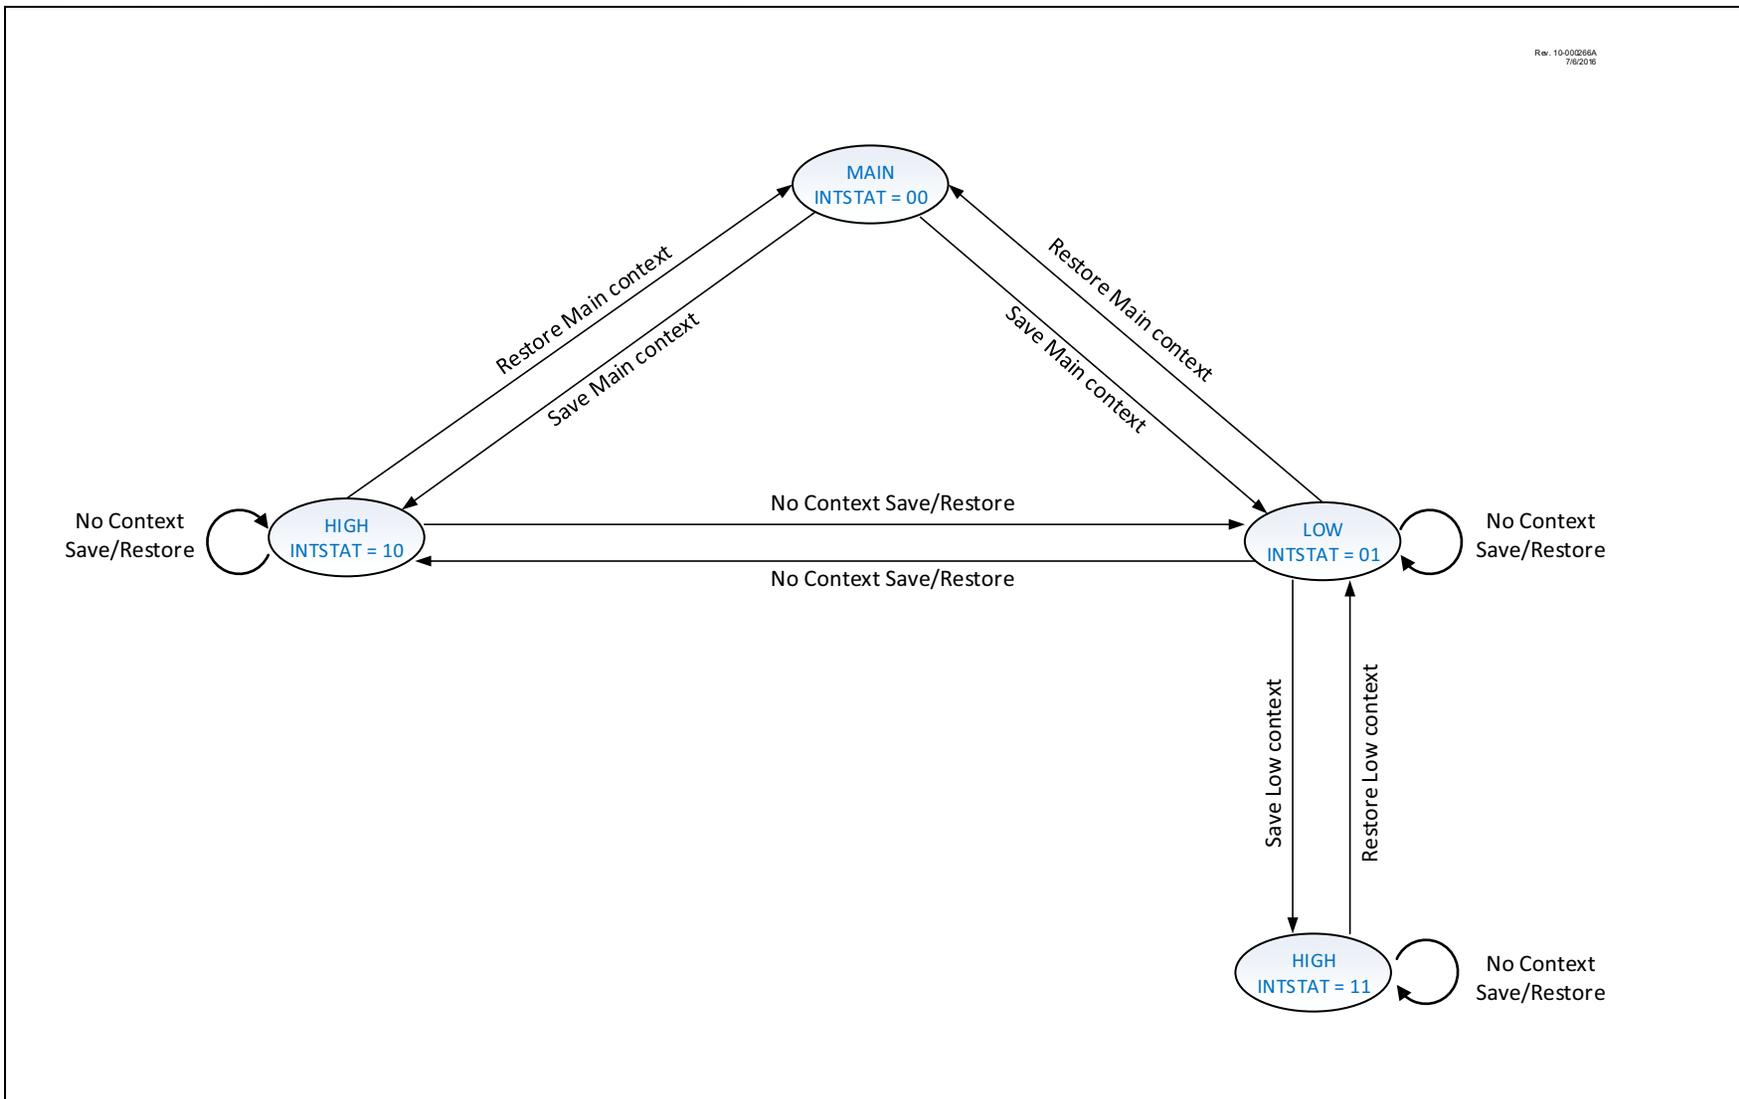 Rev. 10-000266A
7/6/2016
MAIN
INTSTAT = 00
Restore Main context
Save Main context
Save Main context
Restore Main context
No Context
Save/Restore
HIGH
INTSTAT = 10
No Context Save/Restore
No Context Save/Restore
LOW
INTSTAT = 01
No Context
Save/Restore
Save Low context
Restore Low context
HIGH
INTSTAT = 11
No Context
Save/Restore